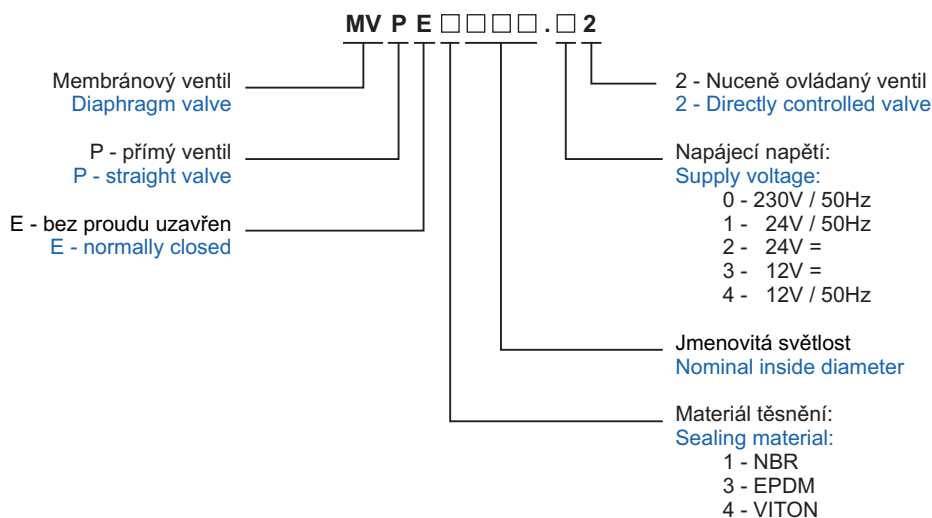 MV P E □ □ □ □ . □ 2
Membránový ventil
Diaphragm valve
P - přímý ventil
P - straight valve
E - bez proudu uzavřen
E - normally closed
2 - Nuceně ovládaný ventil
2 - Directly controlled valve
Napájecí napětí:
Supply voltage:
0 - 230V / 50Hz
1 - 24V / 50Hz
2 - 24V =
3 - 12V =
4 - 12V / 50Hz
Jmenovitá světlost
Nominal inside diameter
Materiál těsnění:
Sealing material:
1 - NBR
3 - EPDM
4 - VITON